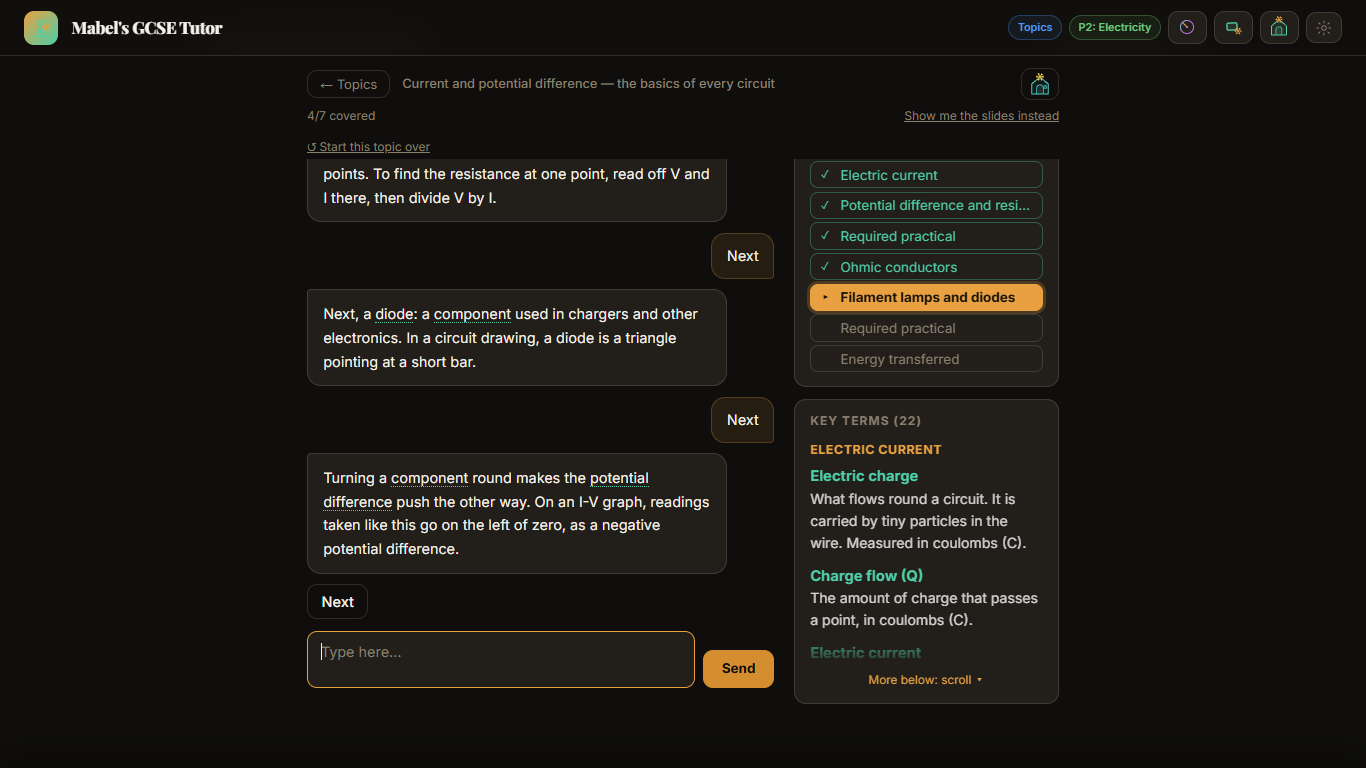 Mabel's GCSE Tutor
Topics
P2: Electricity
← Topics
Current and potential difference — the basics of every circuit
4/7 covered
Show me the slides instead
↺ Start this topic over
points. To find the resistance at one point, read off V and
I there, then divide V by I.
Next
Next, a diode: a component used in chargers and other
electronics. In a circuit drawing, a diode is a triangle
pointing at a short bar.
Next
Turning a component round makes the potential
difference push the other way. On an I-V graph, readings
taken like this go on the left of zero, as a negative
potential difference.
Next
Type here...
Send
✓ Electric current
✓ Potential difference and resi...
✓ Required practical
✓ Ohmic conductors
▸ Filament lamps and diodes
Required practical
Energy transferred
KEY TERMS (22)
ELECTRIC CURRENT
Electric charge
What flows round a circuit. It is
carried by tiny particles in the
wire. Measured in coulombs (C).
Charge flow (Q)
The amount of charge that passes
a point, in coulombs (C).
Electric current
More below: scroll ▾